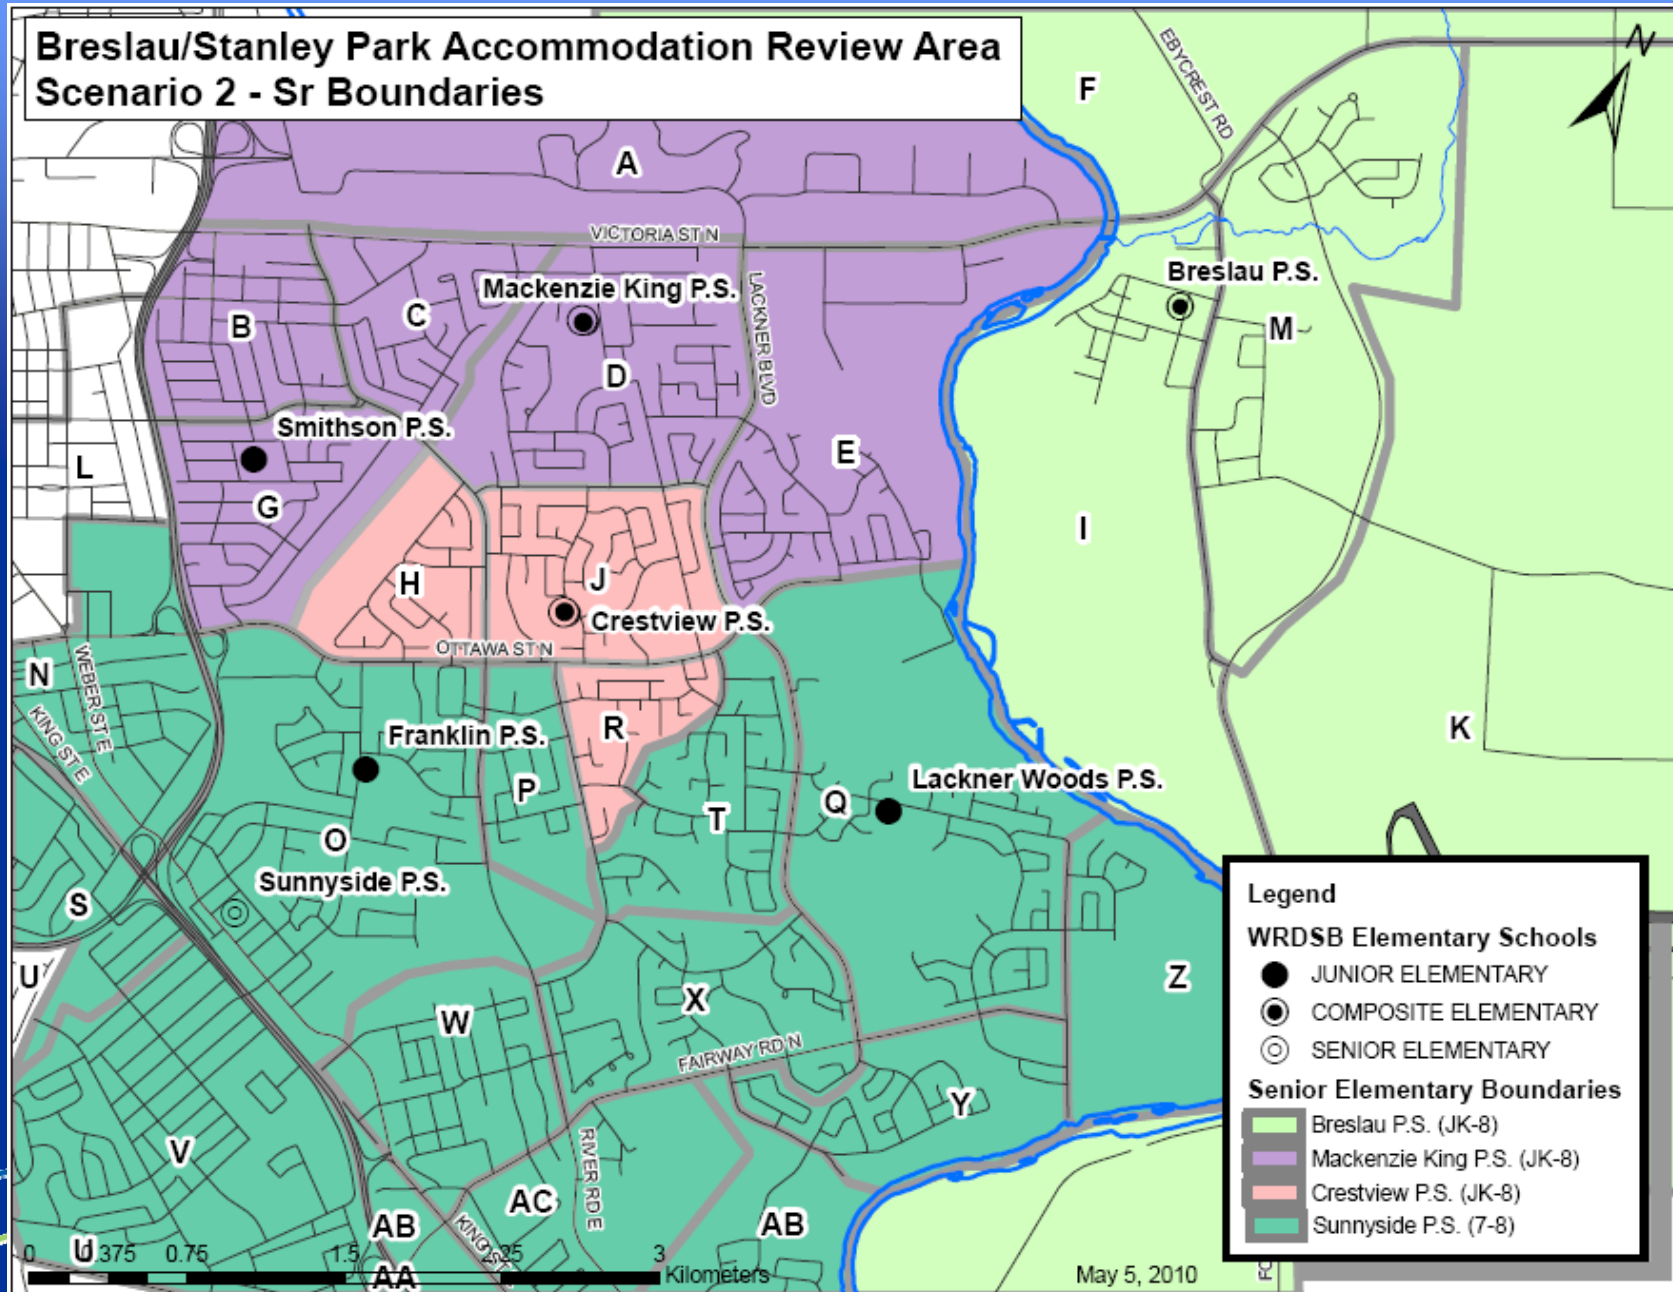 Breslau/Stanley Park Accommodation Review Area
Scenario 2 - Sr Boundaries
N
F
EBYCREST RD
A
VICTORIA ST N
Breslau P.S.
Mackenzie King P.S.
LACKNER BLVD
B
C
M
D
Smithson P.S.
E
L
G
I
H
J
Crestview P.S.
OTTAWA ST N
N
WEBER ST E
KING ST E
Franklin P.S.
R
K
P
Lackner Woods P.S.
Q
T
O
Sunnyside P.S.
S
U
Z
X
W
FAIRWAY RD N
Y
V
RIVER RD E
AC
AB
AB
KING ST
U
AA
0 0.375 0.75 1.5 2.25 3
Kilometers
May 5, 2010
Legend
WRDSB Elementary Schools
JUNIOR ELEMENTARY
COMPOSITE ELEMENTARY
SENIOR ELEMENTARY
Senior Elementary Boundaries
Breslau P.S. (JK-8)
Mackenzie King P.S. (JK-8)
Crestview P.S. (JK-8)
Sunnyside P.S. (7-8)